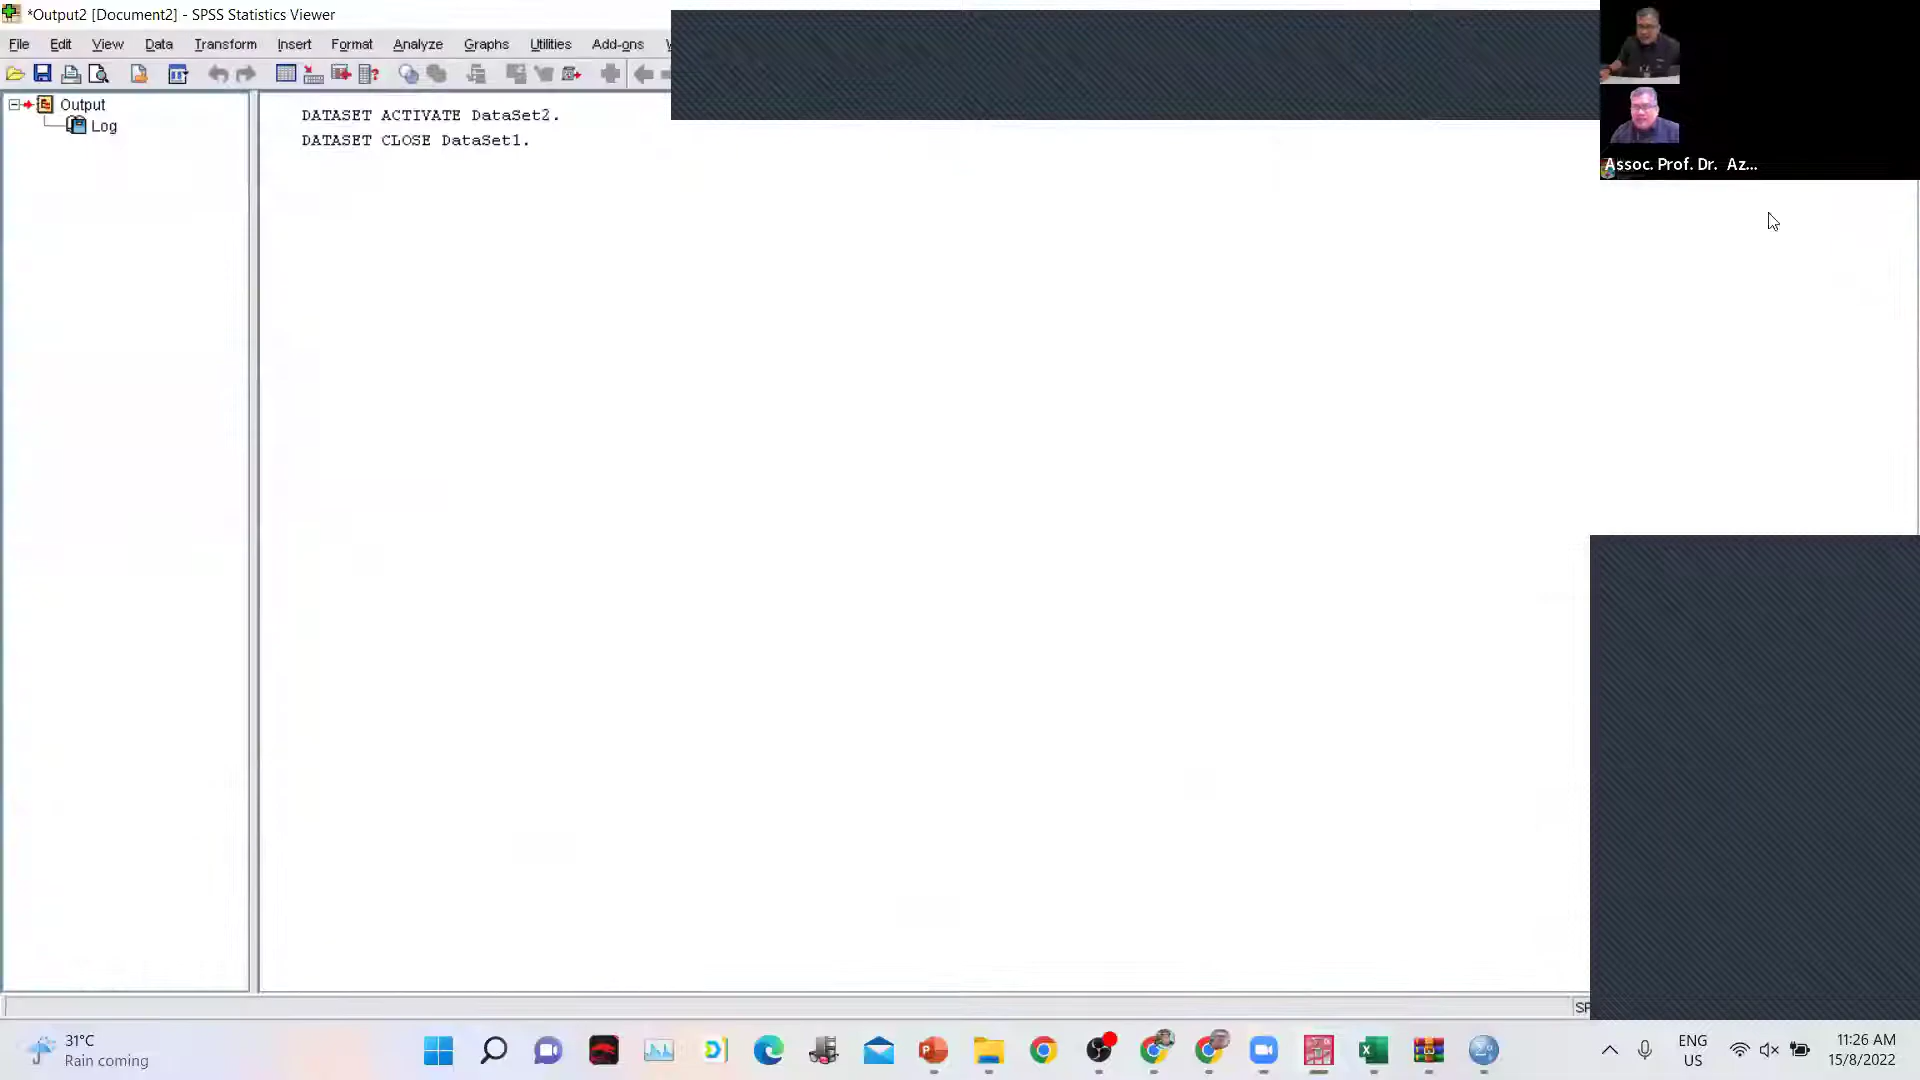 *Output2 [Document2] - SPSS Statistics Viewer
File Edit View Data Transform Insert Format Analyze Graphs Utilities Add-ons
Output
Log
DATASET ACTIVATE DataSet2.
DATASET CLOSE DataSet1.
Assoc. Prof. Dr. Az...
31°C
Rain coming
ENG
US
11:26 AM
15/8/2022